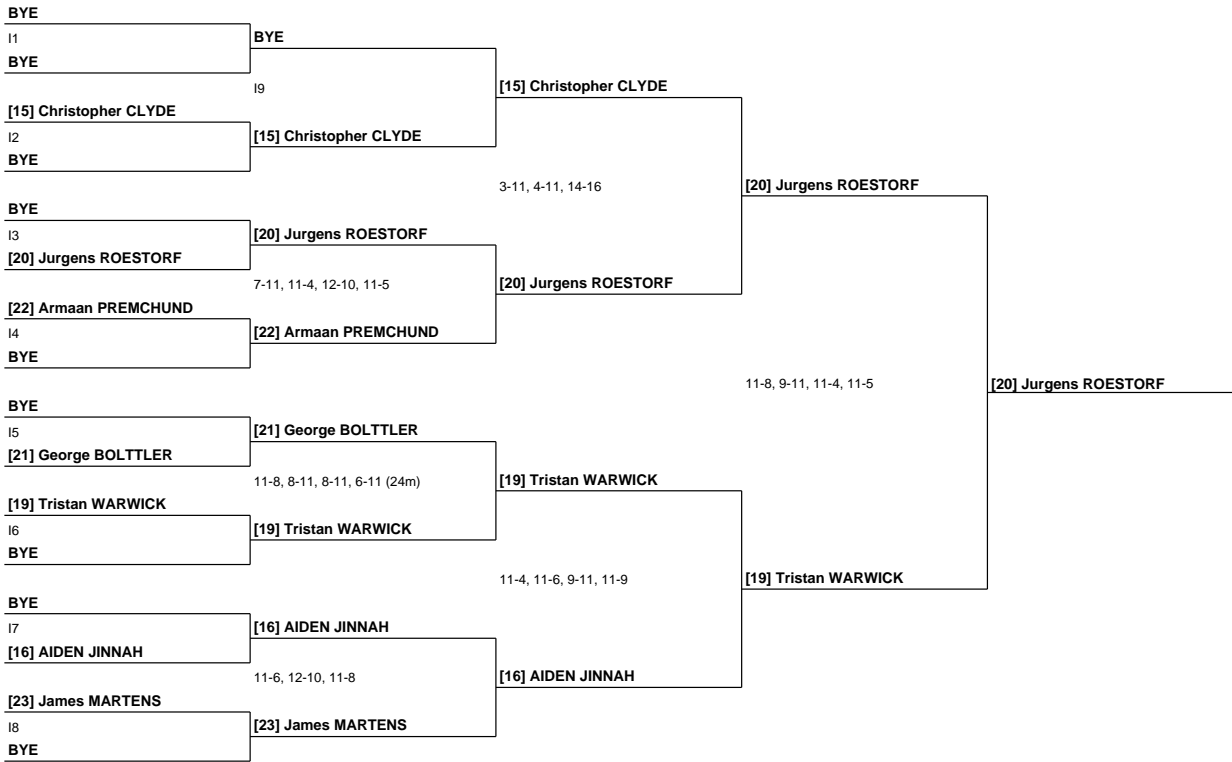 BYE
I1
BYE
[15] Christopher CLYDE
I2
BYE
BYE
I3
[20] Jurgens ROESTORF
[22] Armaan PREMCHUND
I4
BYE
BYE
I5
[21] George BOLTTLER
[19] Tristan WARWICK
I6
BYE
BYE
I7
[16] AIDEN JINNAH
[23] James MARTENS
I8
BYE
BYE
I9
[15] Christopher CLYDE
[20] Jurgens ROESTORF
7-11, 11-4, 12-10, 11-5
[22] Armaan PREMCHUND
[21] George BOLTTLER
11-8, 8-11, 8-11, 6-11 (24m)
[19] Tristan WARWICK
[16] AIDEN JINNAH
11-6, 12-10, 11-8
[23] James MARTENS
[15] Christopher CLYDE
3-11, 4-11, 14-16
[20] Jurgens ROESTORF
[19] Tristan WARWICK
11-4, 11-6, 9-11, 11-9
[16] AIDEN JINNAH
[20] Jurgens ROESTORF
11-8, 9-11, 11-4, 11-5
[19] Tristan WARWICK
[20] Jurgens ROESTORF